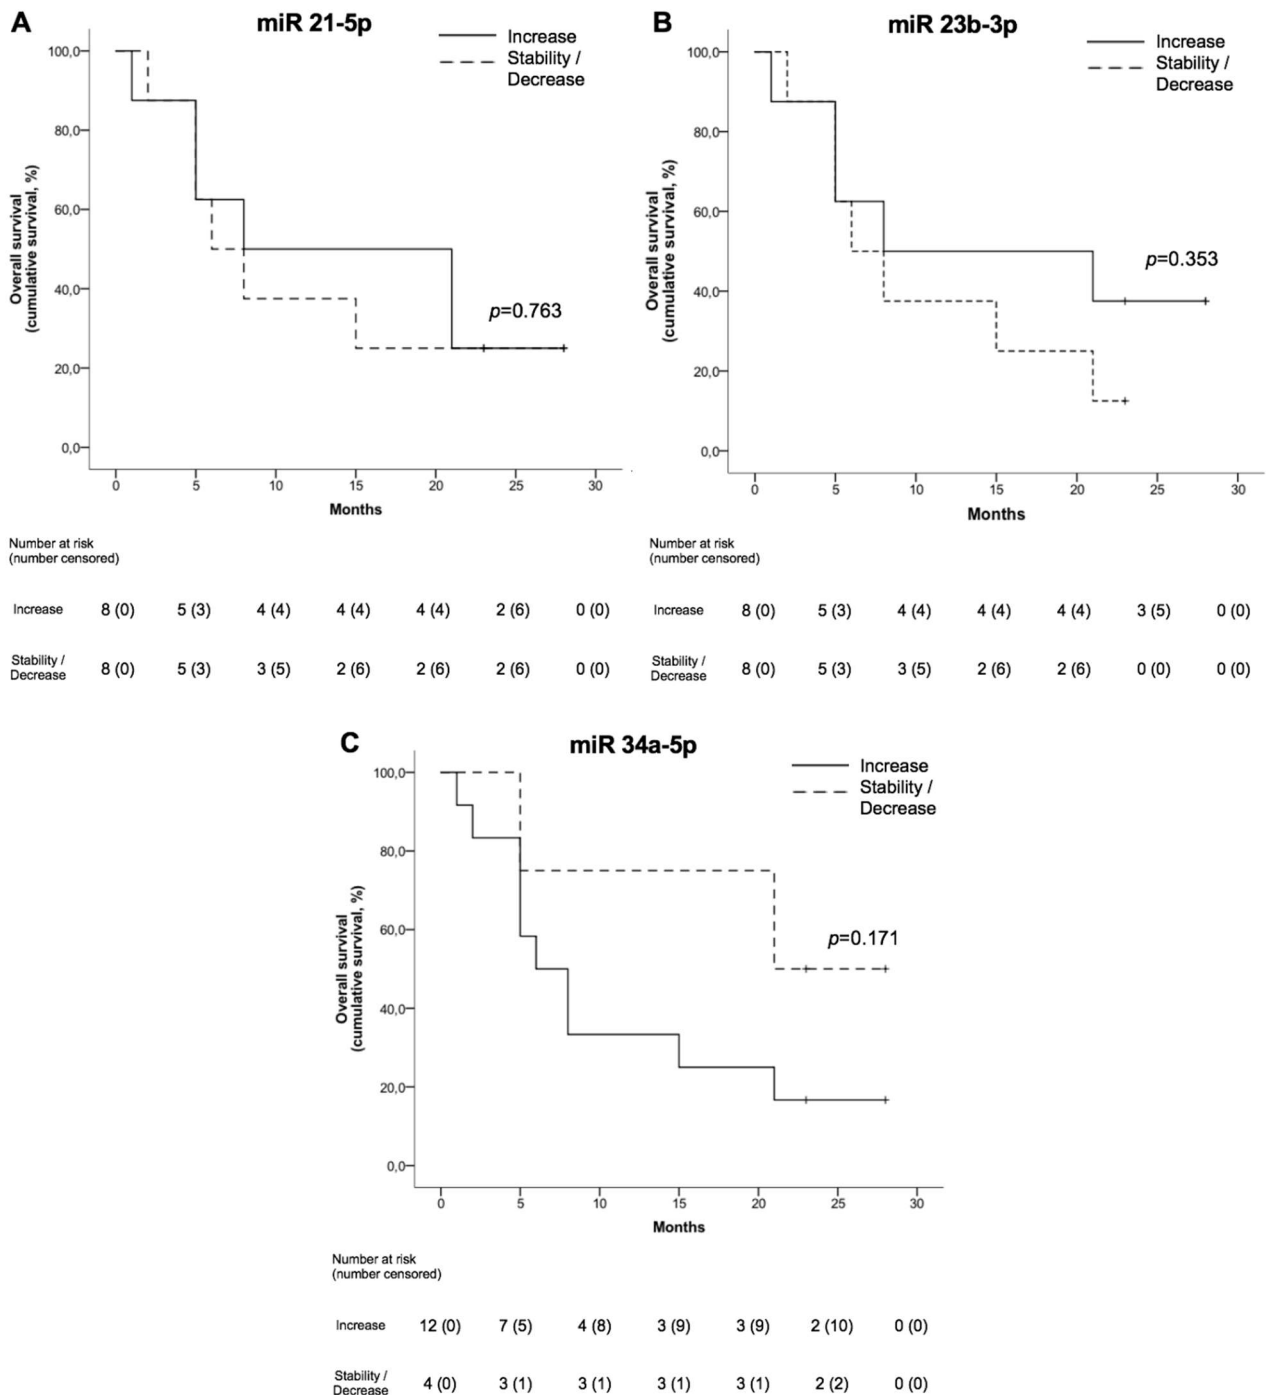 A
miR 21-5p
Increase
Stability /
Decrease
100,0
80,0
60,0
40,0
20,0
0,0
Overall survival
(cumulative survival, %)
p=0.763
0 5 10 15 20 25 30
Months
Number at risk
(number censored)
Increase 8 (0) 5 (3) 4 (4) 4 (4) 4 (4) 2 (6) 0 (0)
Stability /
Decrease 8 (0) 5 (3) 3 (5) 2 (6) 2 (6) 2 (6) 0 (0)
B
miR 23b-3p
Increase
Stability /
Decrease
100,0
80,0
60,0
40,0
20,0
0,0
Overall survival
(cumulative survival, %)
p=0.353
0 5 10 15 20 25 30
Months
Number at risk
(number censored)
Increase 8 (0) 5 (3) 4 (4) 4 (4) 4 (4) 3 (5) 0 (0)
Stability /
Decrease 8 (0) 5 (3) 3 (5) 2 (6) 2 (6) 0 (0) 0 (0)
C
miR 34a-5p
Increase
Stability /
Decrease
100,0
80,0
60,0
40,0
20,0
0,0
Overall survival
(cumulative survival, %)
p=0.171
0 5 10 15 20 25 30
Months
Number at risk
(number censored)
Increase 12 (0) 7 (5) 4 (8) 3 (9) 3 (9) 2 (10) 0 (0)
Stability /
Decrease 4 (0) 3 (1) 3 (1) 3 (1) 3 (1) 2 (2) 0 (0)